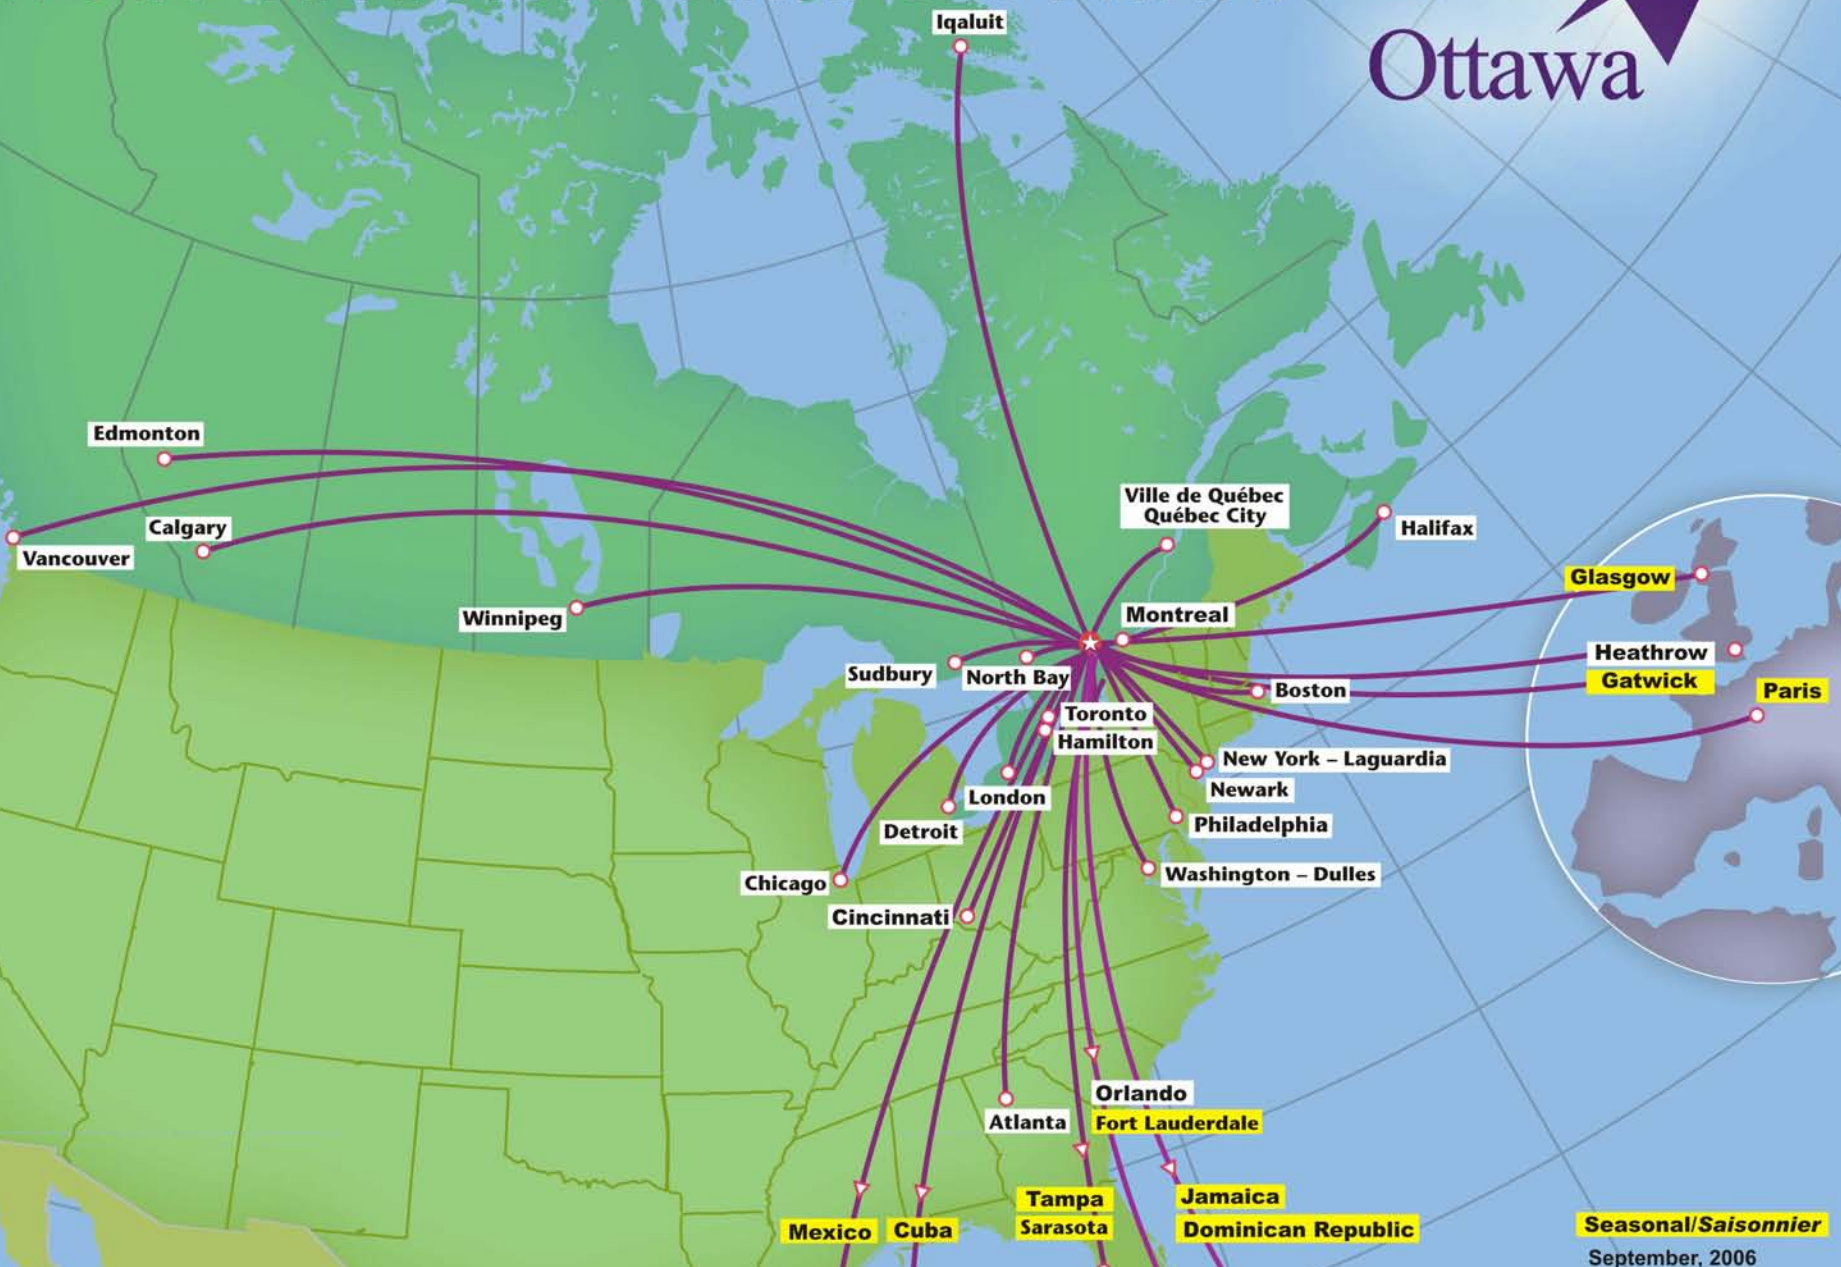 Iqaluit
Ottawa
Edmonton
Ville de Québec
Québec City
Calgary
Halifax
Vancouver
Glasgow
Winnipeg
Montreal
Heathrow
Sudbury
North Bay
Gatwick
Boston
Paris
Toronto
Hamilton
New York – Laguardia
Newark
London
Detroit
Philadelphia
Washington – Dulles
Chicago
Cincinnati
Orlando
Atlanta
Fort Lauderdale
Tampa
Jamaica
Mexico
Cuba
Sarasota
Dominican Republic
Seasonal/Saisonnier
September, 2006